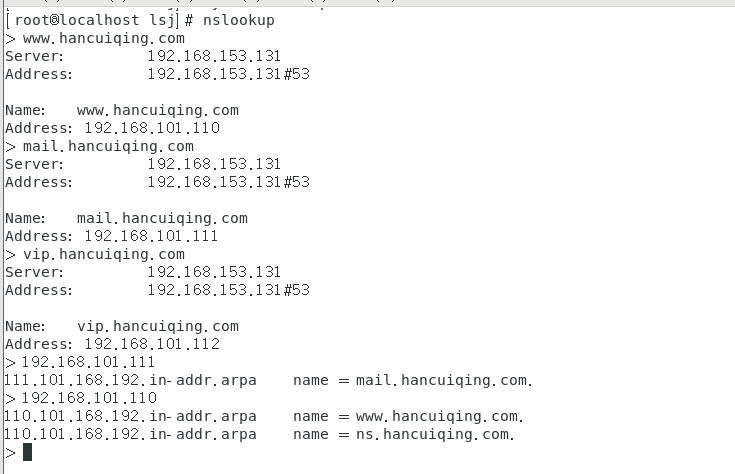 [root@localhost lsj]# nslookup
> www.hancuiqing.com
Server:         192.168.153.131
Address:        192.168.153.131#53

Name:   www.hancuiqing.com
Address: 192.168.101.110
> mail.hancuiqing.com
Server:         192.168.153.131
Address:        192.168.153.131#53

Name:   mail.hancuiqing.com
Address: 192.168.101.111
> vip.hancuiqing.com
Server:         192.168.153.131
Address:        192.168.153.131#53

Name:   vip.hancuiqing.com
Address: 192.168.101.112
> 192.168.101.111
111.101.168.192.in-addr.arpa    name = mail.hancuiqing.com.
> 192.168.101.110
110.101.168.192.in-addr.arpa    name = www.hancuiqing.com.
110.101.168.192.in-addr.arpa    name = ns.hancuiqing.com.
>